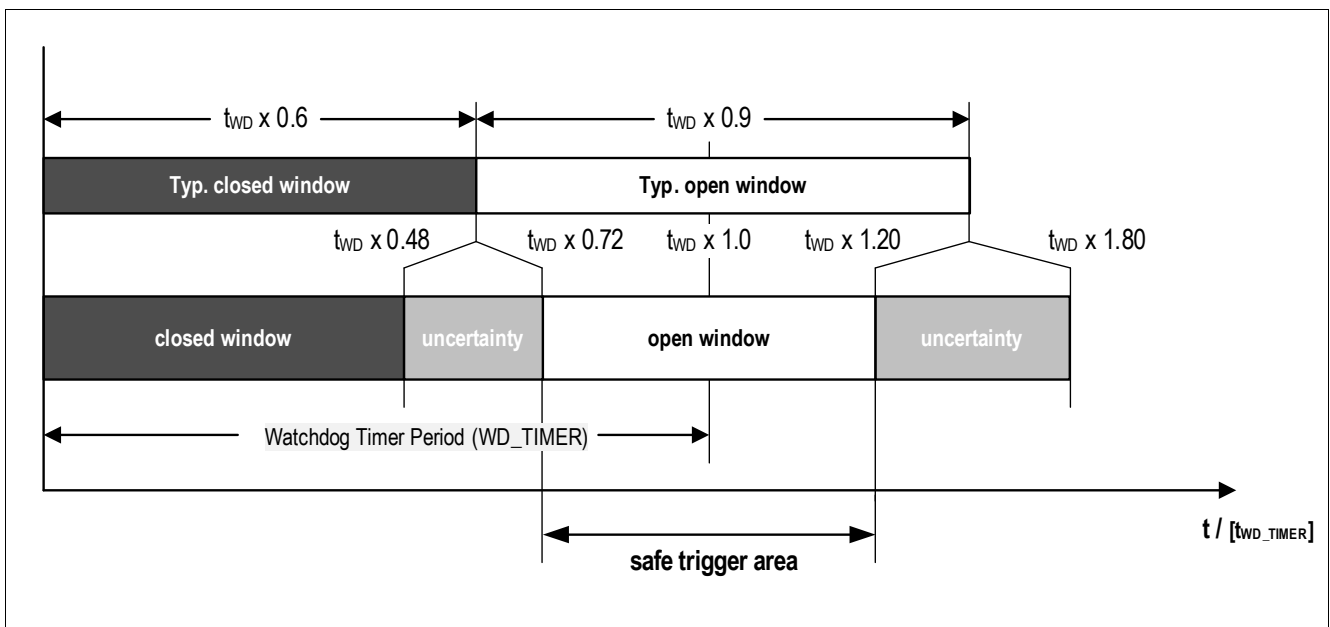 tWD x 0.6 tWD x 0.9
Typ. closed window Typ. open window
tWD x 0.48 tWD x 0.72 tWD x 1.0 tWD x 1.20 tWD x 1.80
closed window uncertainty open window uncertainty
Watchdog Timer Period (WD_TIMER)
t / [tWD_TIMER]
safe trigger area